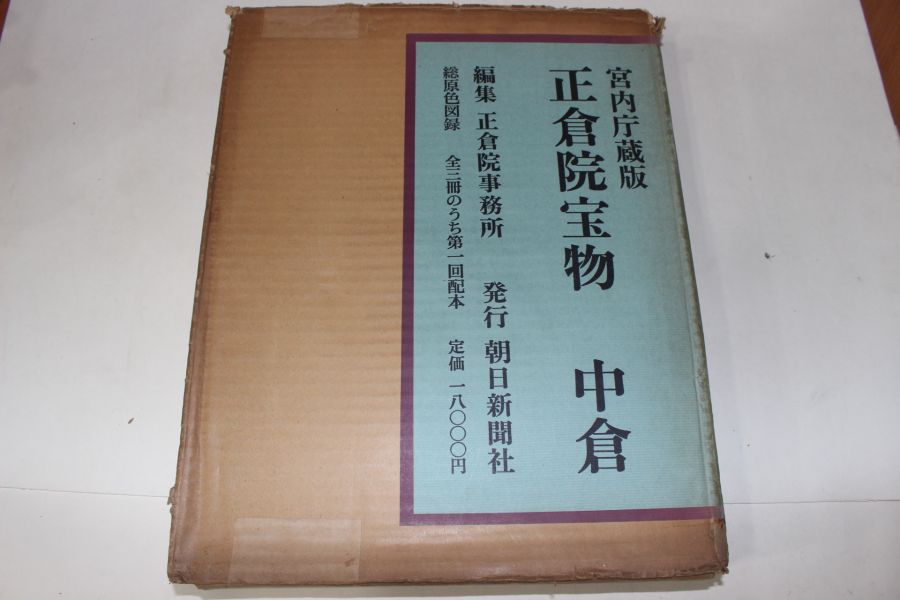 宮内庁蔵版
正倉院宝物 中倉
編集 正倉院事務所 発行 朝日新聞社
総原色図録 全三冊のうち第一回配本 定価 一八〇〇〇円